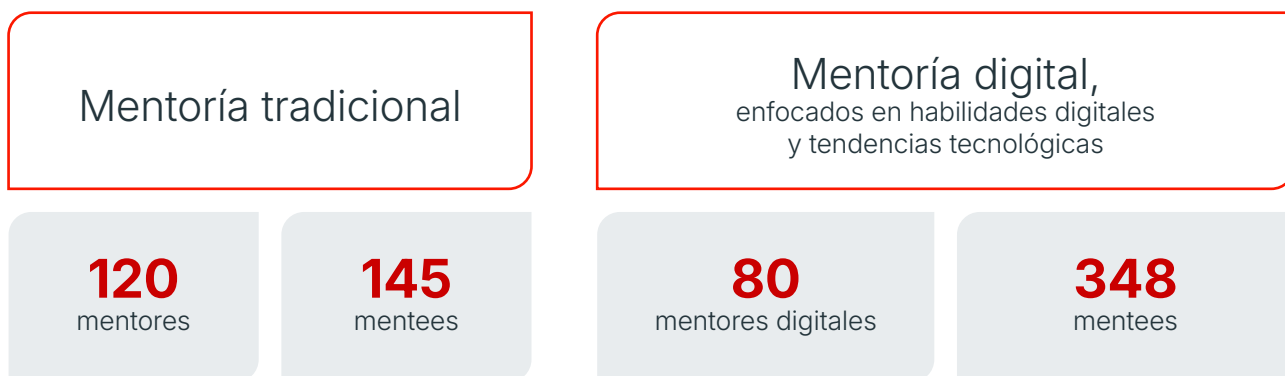 Mentoría tradicional
Mentoría digital,
enfocados en habilidades digitales
y tendencias tecnológicas
120
mentores
145
mentees
80
mentores digitales
348
mentees